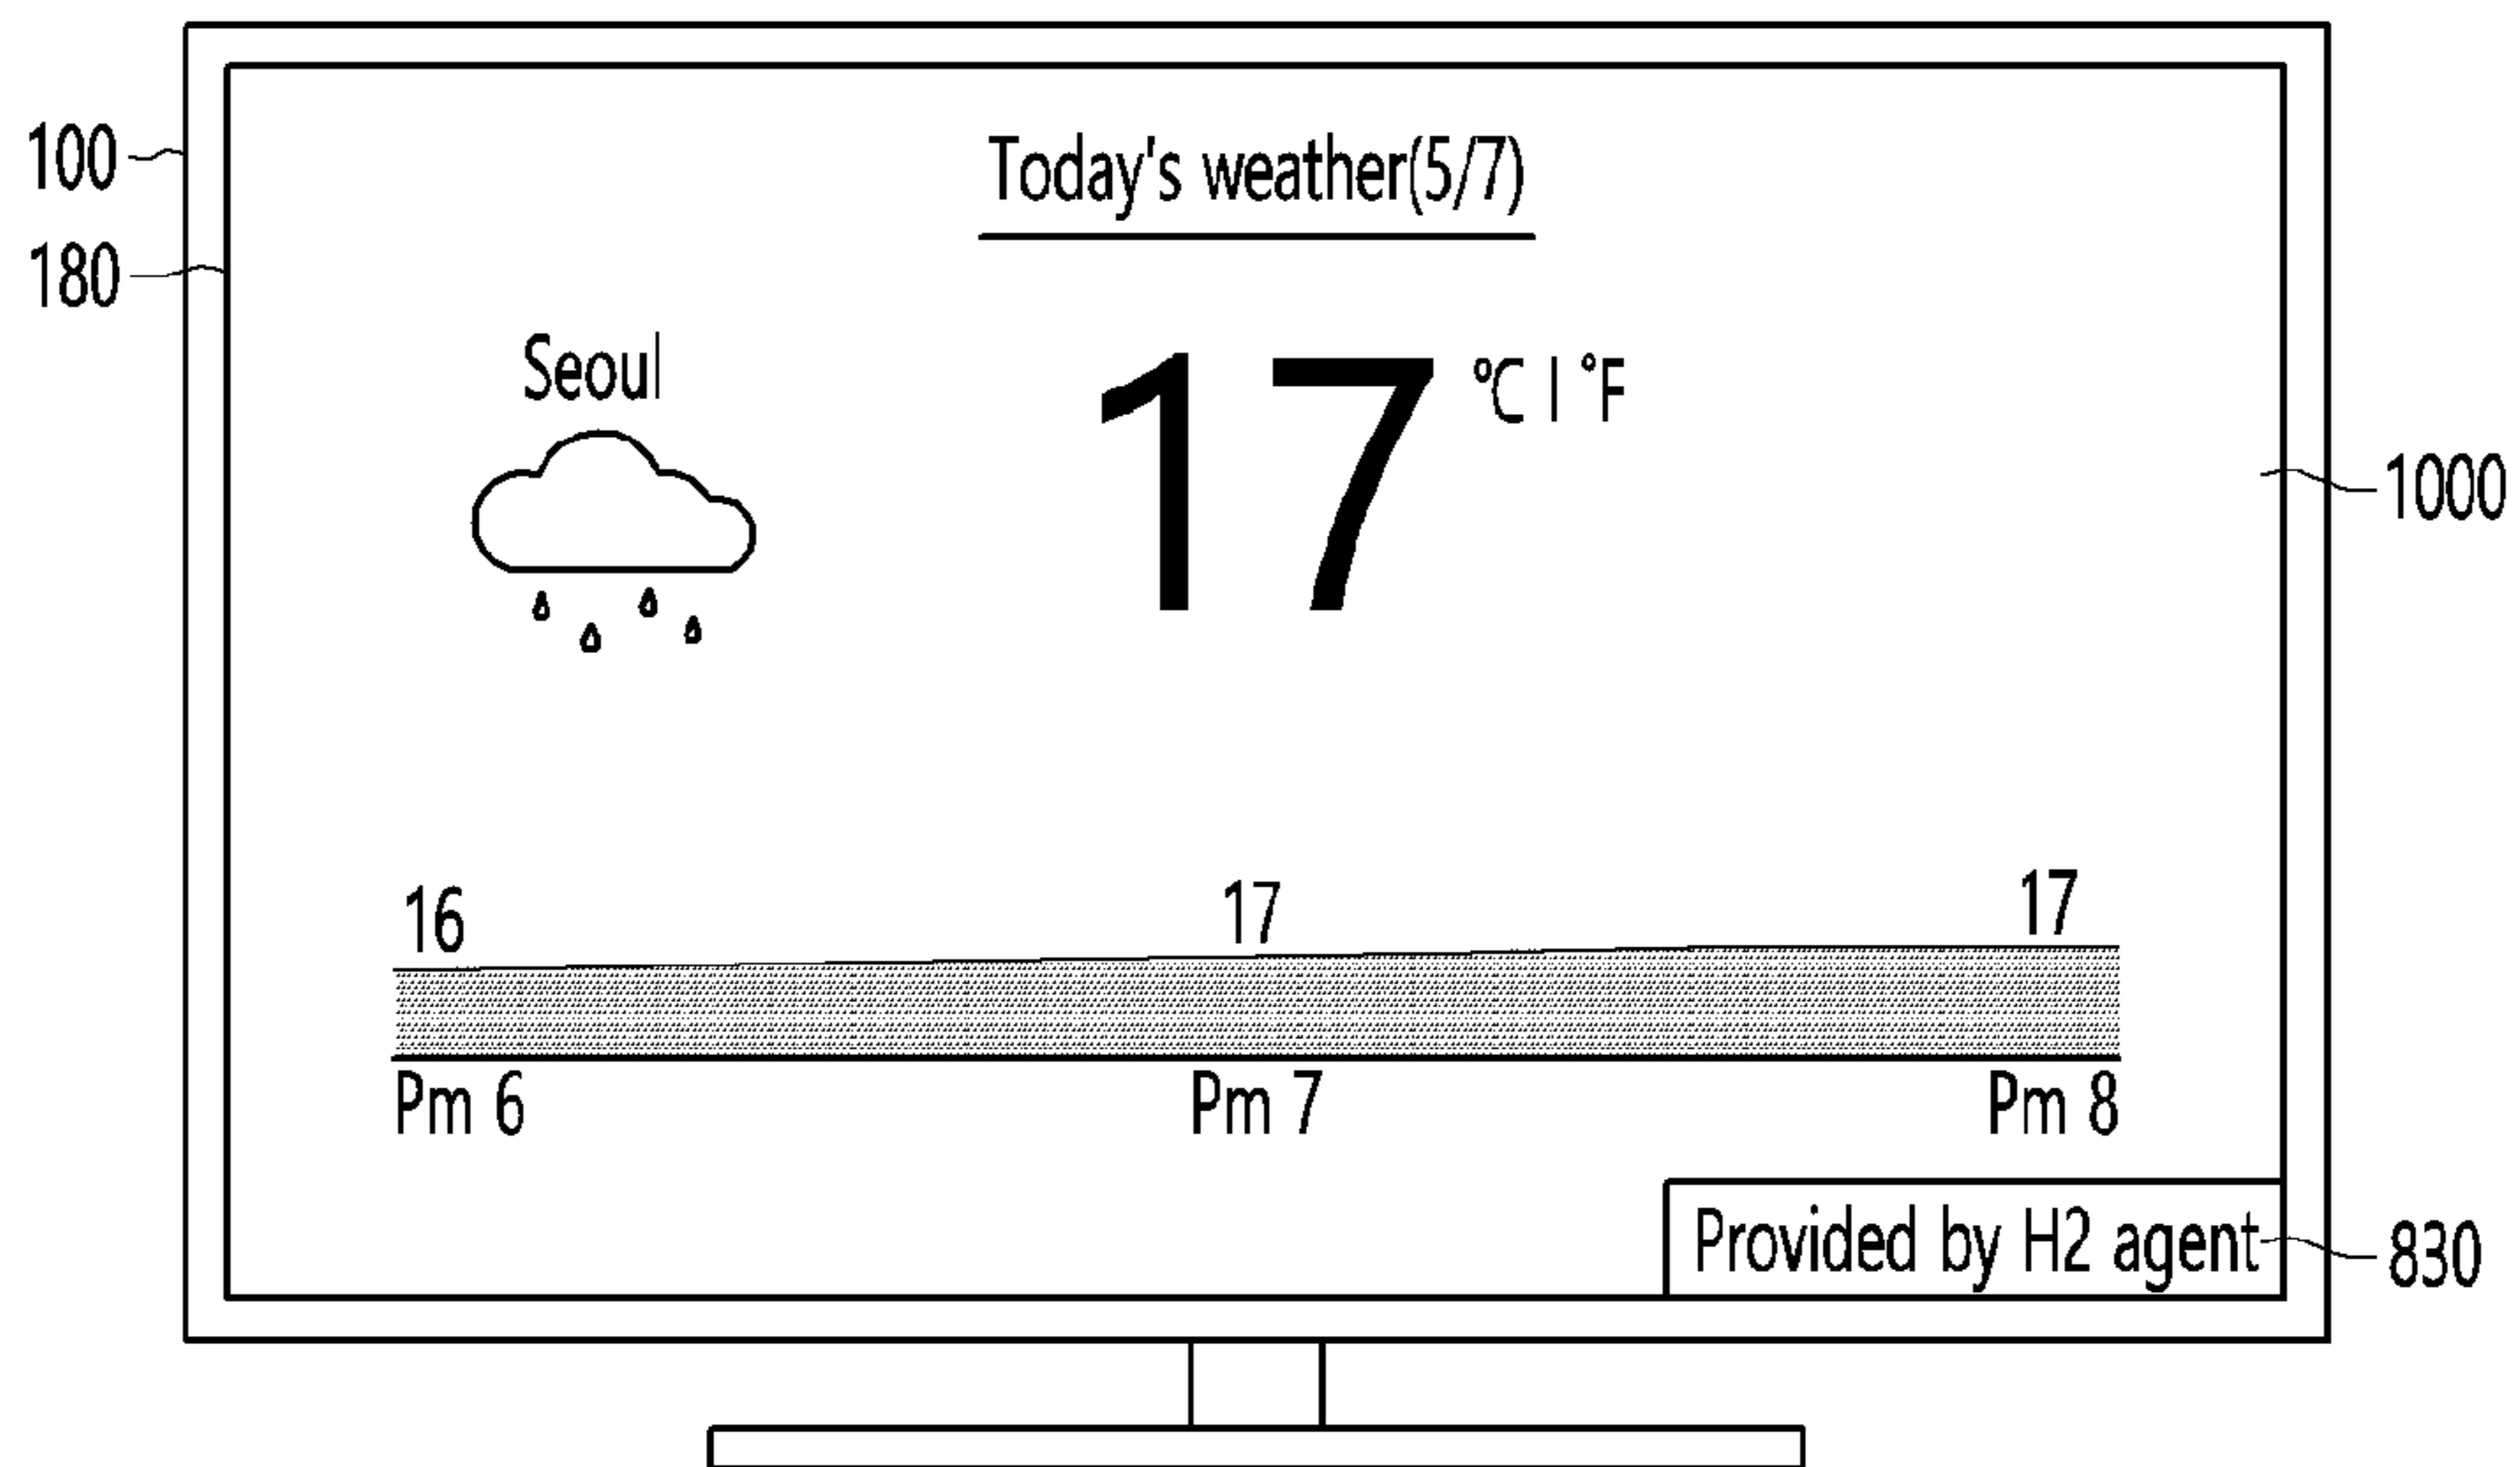 Today's weather(5/7)
100
180
Seoul
17 °C | °F
1000
16 17 17
Pm 6 Pm 7 Pm 8
Provided by H2 agent
830